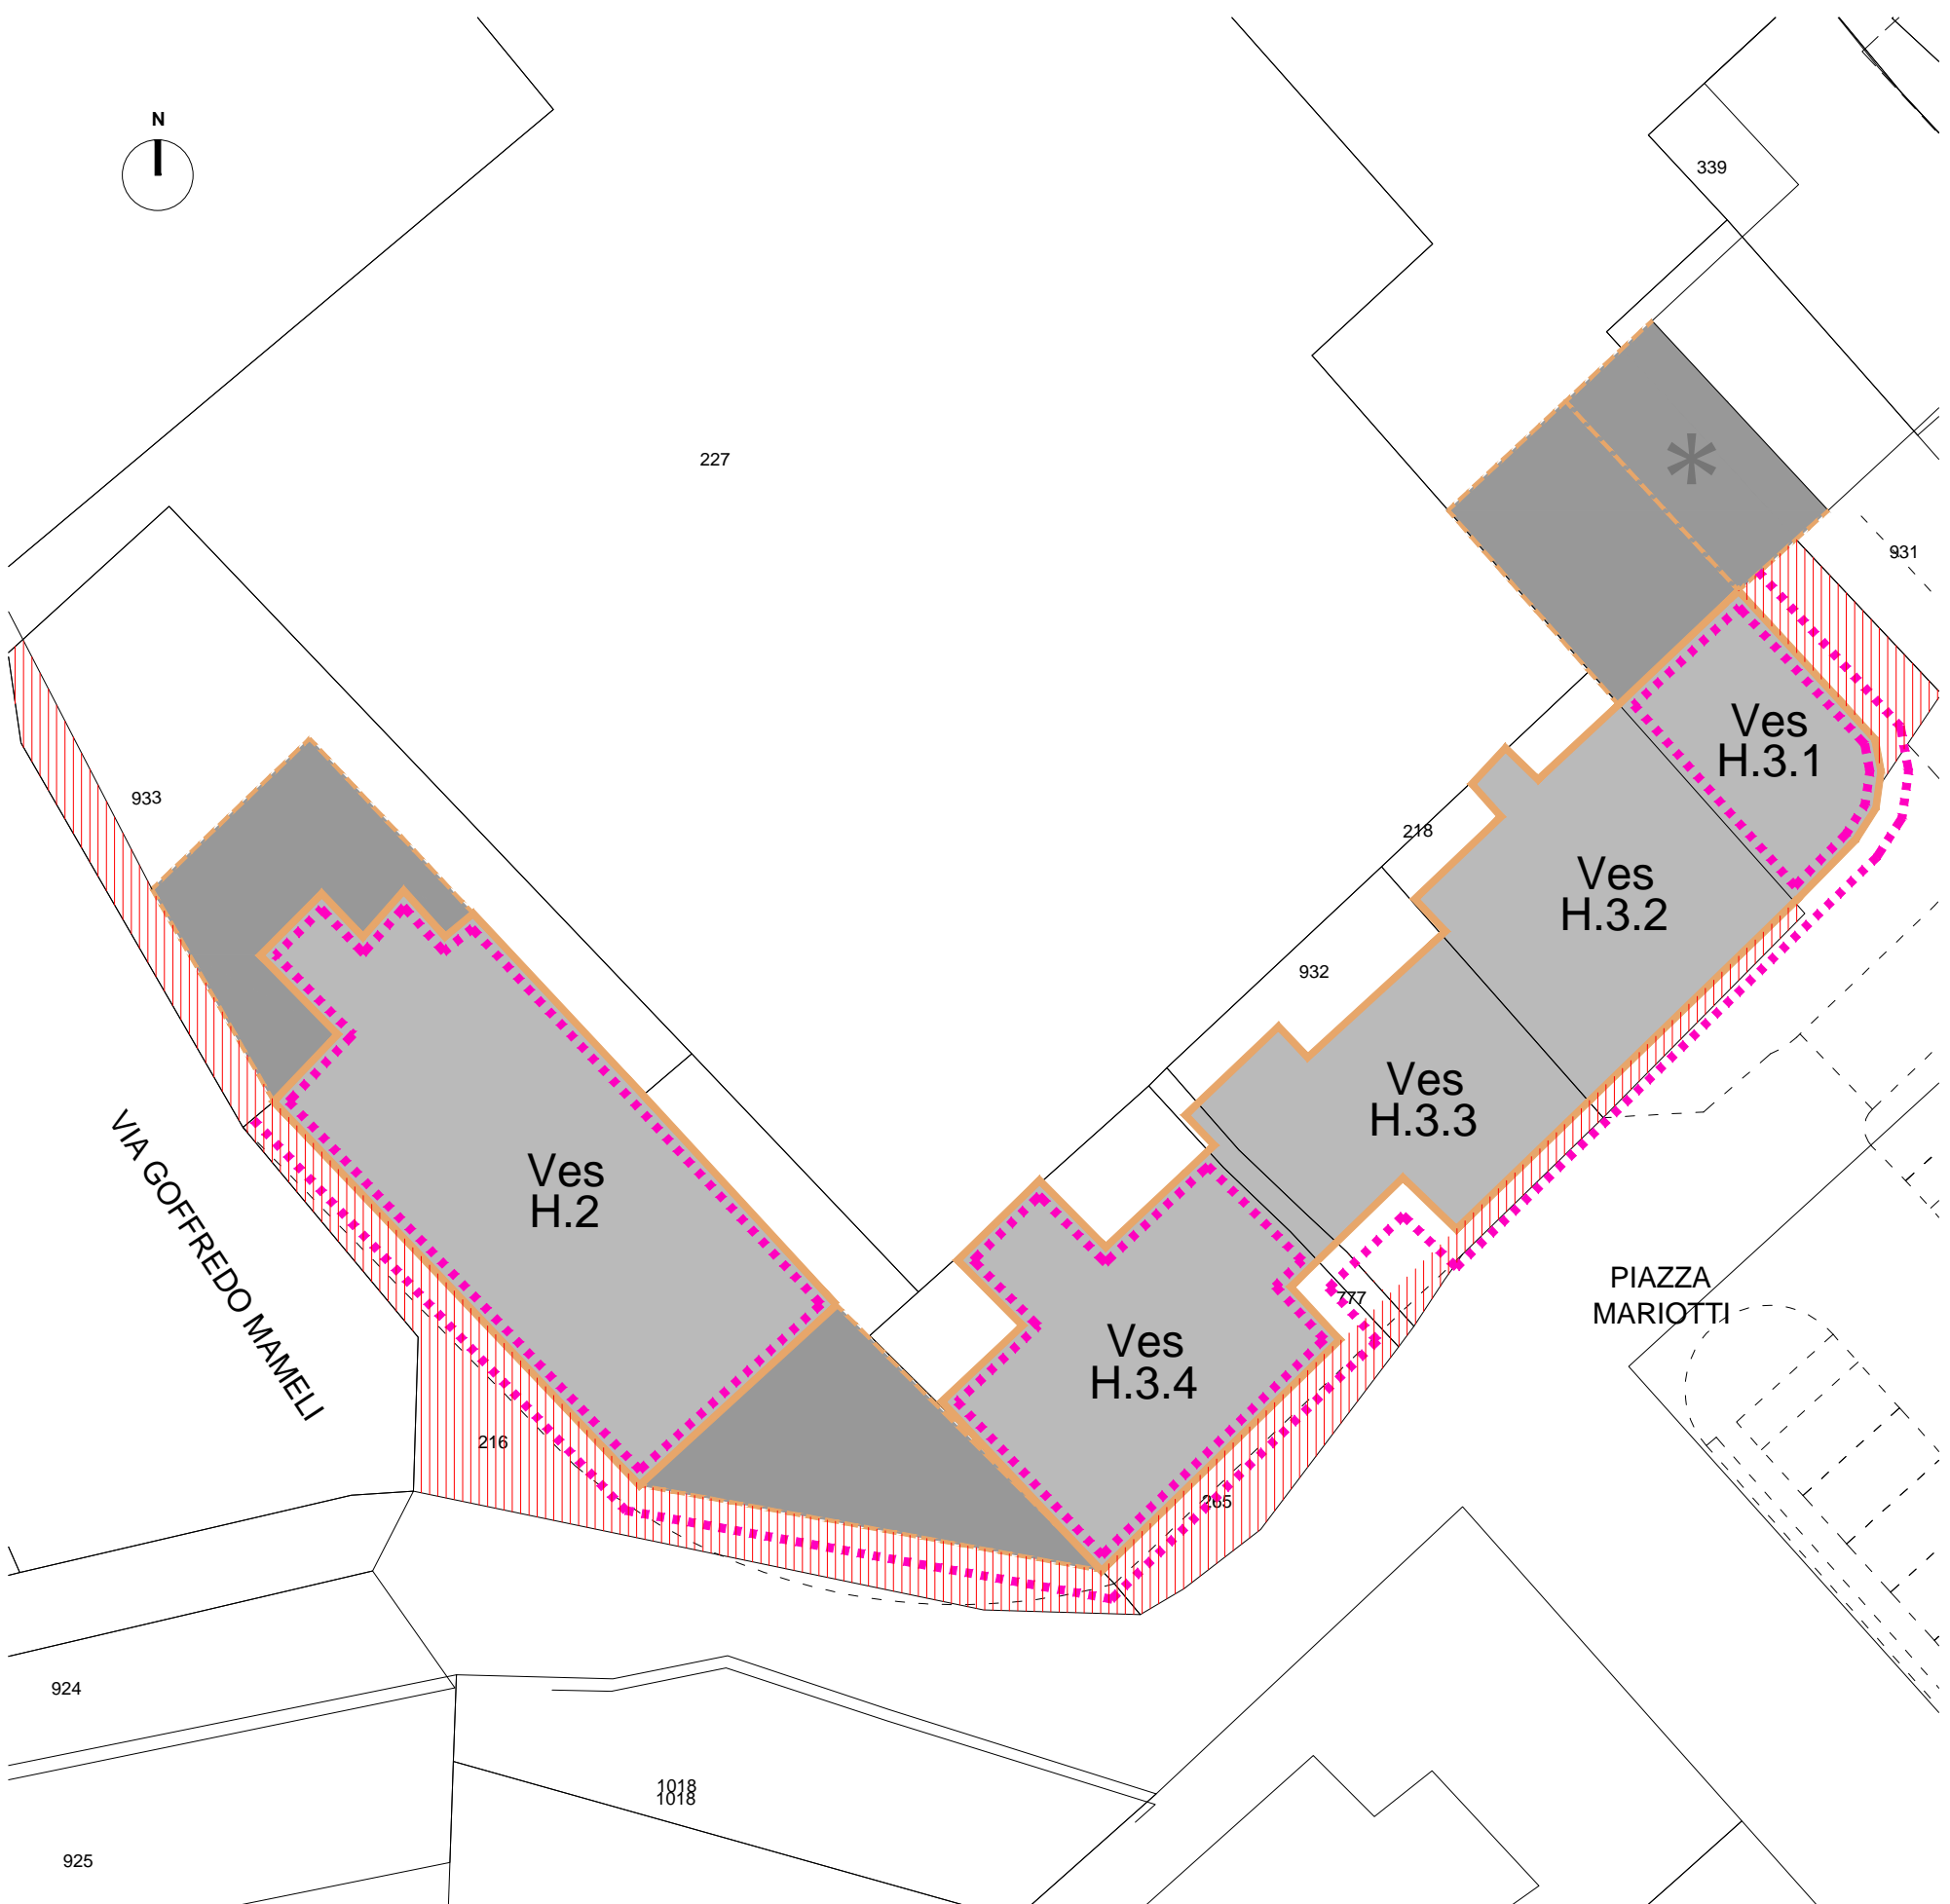 N
339
227
931
Ves
H.3.1
933
218
Ves
H.3.2
932
Ves
H.3.3
VIA GOFFREDO MAMELI
Ves
H.2
PIAZZA
MARIOTTI
777
Ves
H.3.4
216
265
924
1018
1018
925